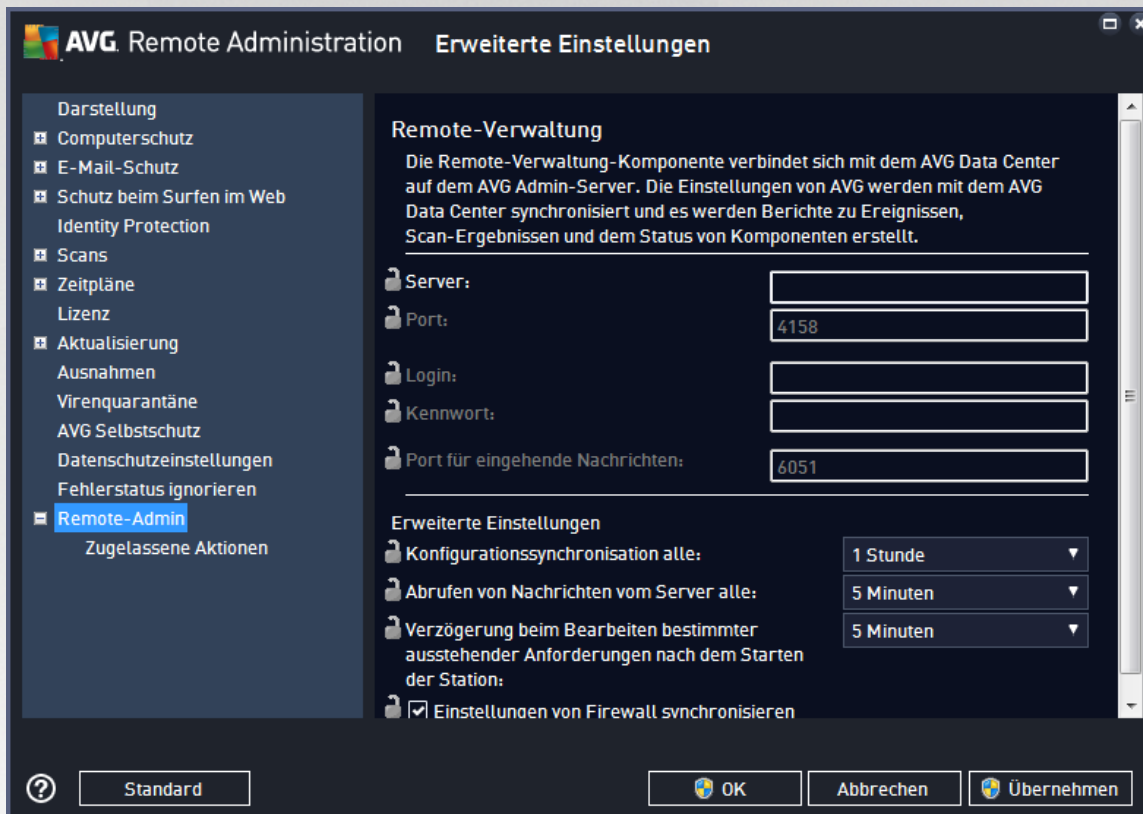 AVG. Remote Administration Erweiterte Einstellungen
Darstellung
Computerschutz
E-Mail-Schutz
Schutz beim Surfen im Web
Identity Protection
Scans
Zeitpläne
Lizenz
Aktualisierung
Ausnahmen
Virenquarantäne
AVG Selbstschutz
Datenschutzeinstellungen
Fehlerstatus ignorieren
Remote-Admin
Zugelassene Aktionen
Remote-Verwaltung
Die Remote-Verwaltung-Komponente verbindet sich mit dem AVG Data Center
auf dem AVG Admin-Server. Die Einstellungen von AVG werden mit dem AVG
Data Center synchronisiert und es werden Berichte zu Ereignissen,
Scan-Ergebnissen und dem Status von Komponenten erstellt.
Server:
Port: 4158
Login:
Kennwort:
Port für eingehende Nachrichten: 6051
Erweiterte Einstellungen
Konfigurationssynchronisation alle: 1 Stunde
Abrufen von Nachrichten vom Server alle: 5 Minuten
Verzögerung beim Bearbeiten bestimmter 5 Minuten
ausstehender Anforderungen nach dem Starten
der Station:
Einstellungen von Firewall synchronisieren
Standard OK Abbrechen Übernehmen